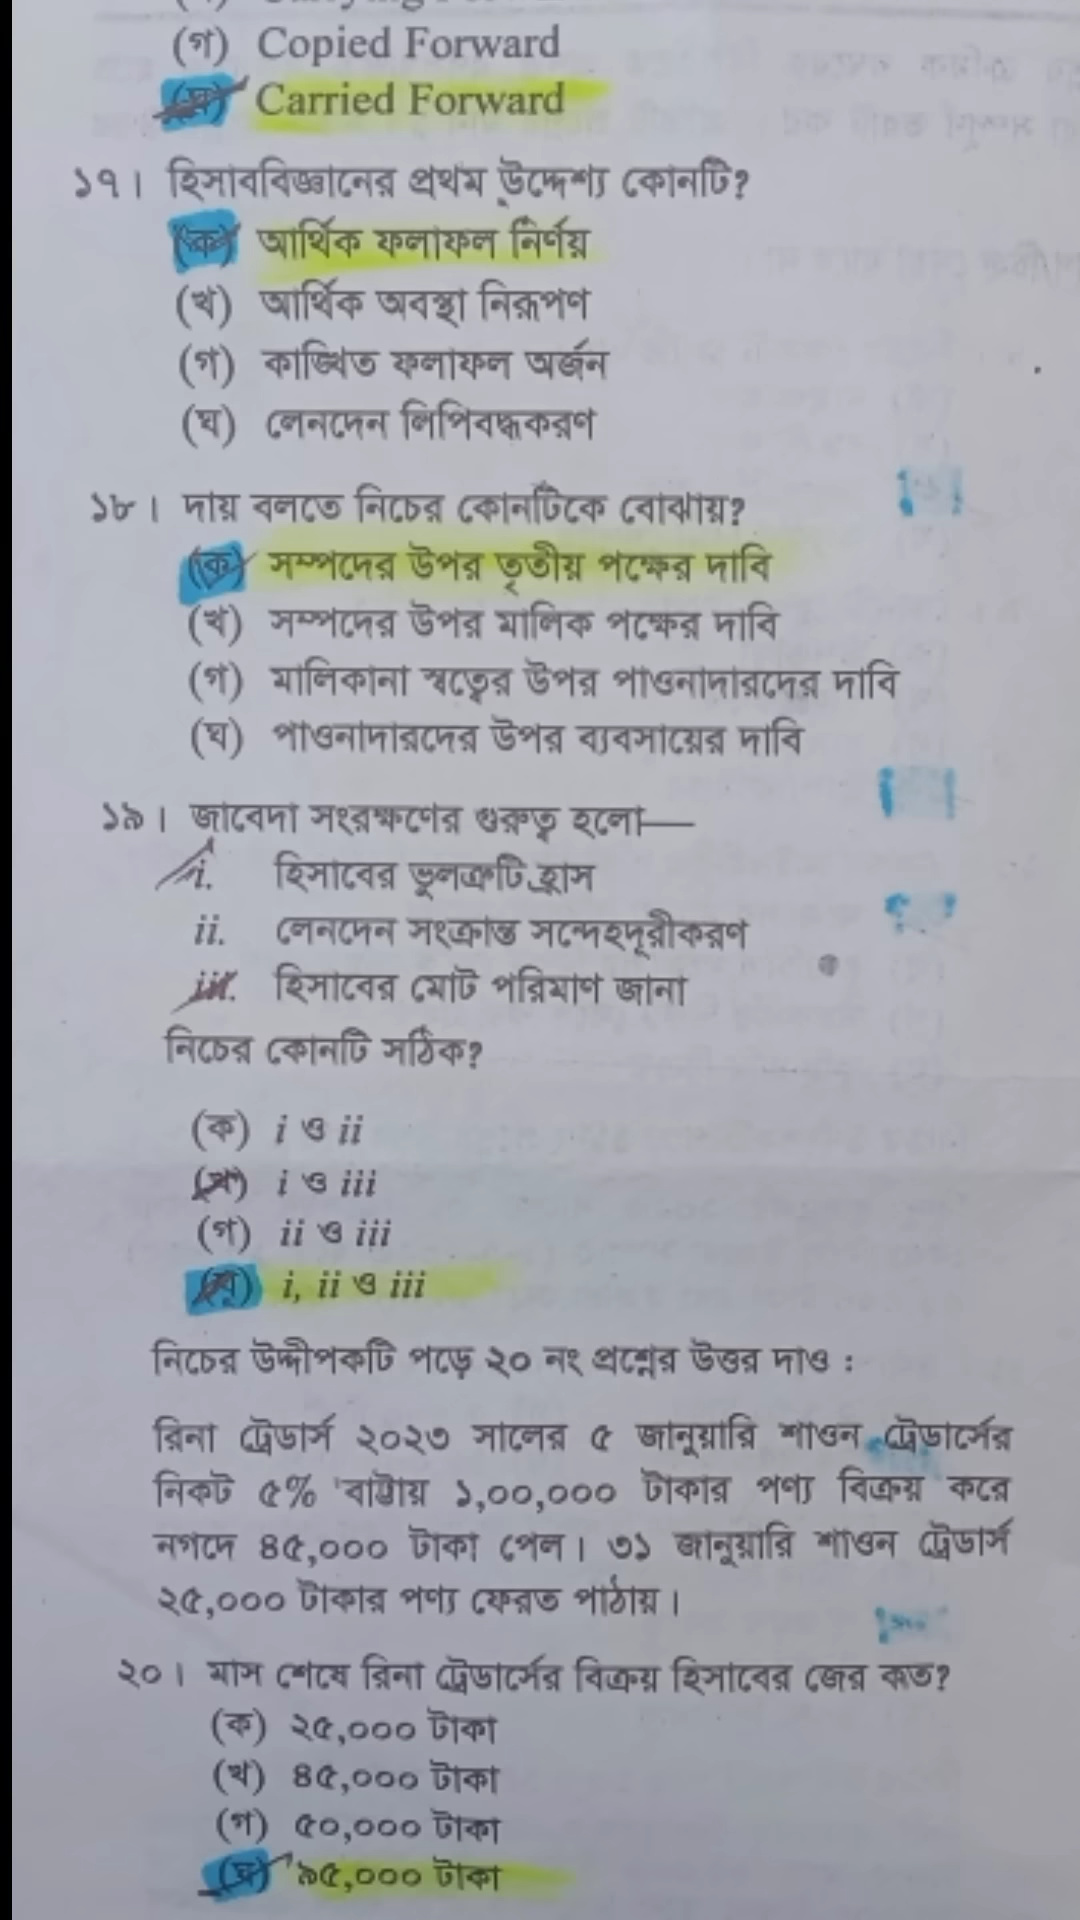 (গ) Copied Forward
(ঘ) Carried Forward
১৭। হিসাববিজ্ঞানের প্রথম উদ্দেশ্য কোনটি?
(ক) আর্থিক ফলাফল নির্ণয়
(খ) আর্থিক অবস্থা নিরূপণ
(গ) কাঙ্খিত ফলাফল অর্জন
(ঘ) লেনদেন লিপিবদ্ধকরণ
১৮। দায় বলতে নিচের কোনটিকে বোঝায়?
(ক) সম্পদের উপর তৃতীয় পক্ষের দাবি
(খ) সম্পদের উপর মালিক পক্ষের দাবি
(গ) মালিকানা স্বত্বের উপর পাওনাদারদের দাবি
(ঘ) পাওনাদারদের উপর ব্যবসায়ের দাবি
১৯। জাবেদা সংরক্ষণের গুরুত্ব হলো—
i. হিসাবের ভুলত্রুটি হ্রাস
ii. লেনদেন সংক্রান্ত সন্দেহদূরীকরণ
iii. হিসাবের মোট পরিমাণ জানা
নিচের কোনটি সঠিক?
(ক) i ও ii
(খ) i ও iii
(গ) ii ও iii
(ঘ) i, ii ও iii
নিচের উদ্দীপকটি পড়ে ২০ নং প্রশ্নের উত্তর দাও :
রিনা ট্রেডার্স ২০২৩ সালের ৫ জানুয়ারি শাওন ট্রেডার্সের
নিকট ৫% বাট্টায় ১,০০,০০০ টাকার পণ্য বিক্রয় করে
নগদে ৪৫,০০০ টাকা পেল। ৩১ জানুয়ারি শাওন ট্রেডার্স
২৫,০০০ টাকার পণ্য ফেরত পাঠায়।
২০। মাস শেষে রিনা ট্রেডার্সের বিক্রয় হিসাবের জের কত?
(ক) ২৫,০০০ টাকা
(খ) ৪৫,০০০ টাকা
(গ) ৫০,০০০ টাকা
(ঘ) ৯৫,০০০ টাকা